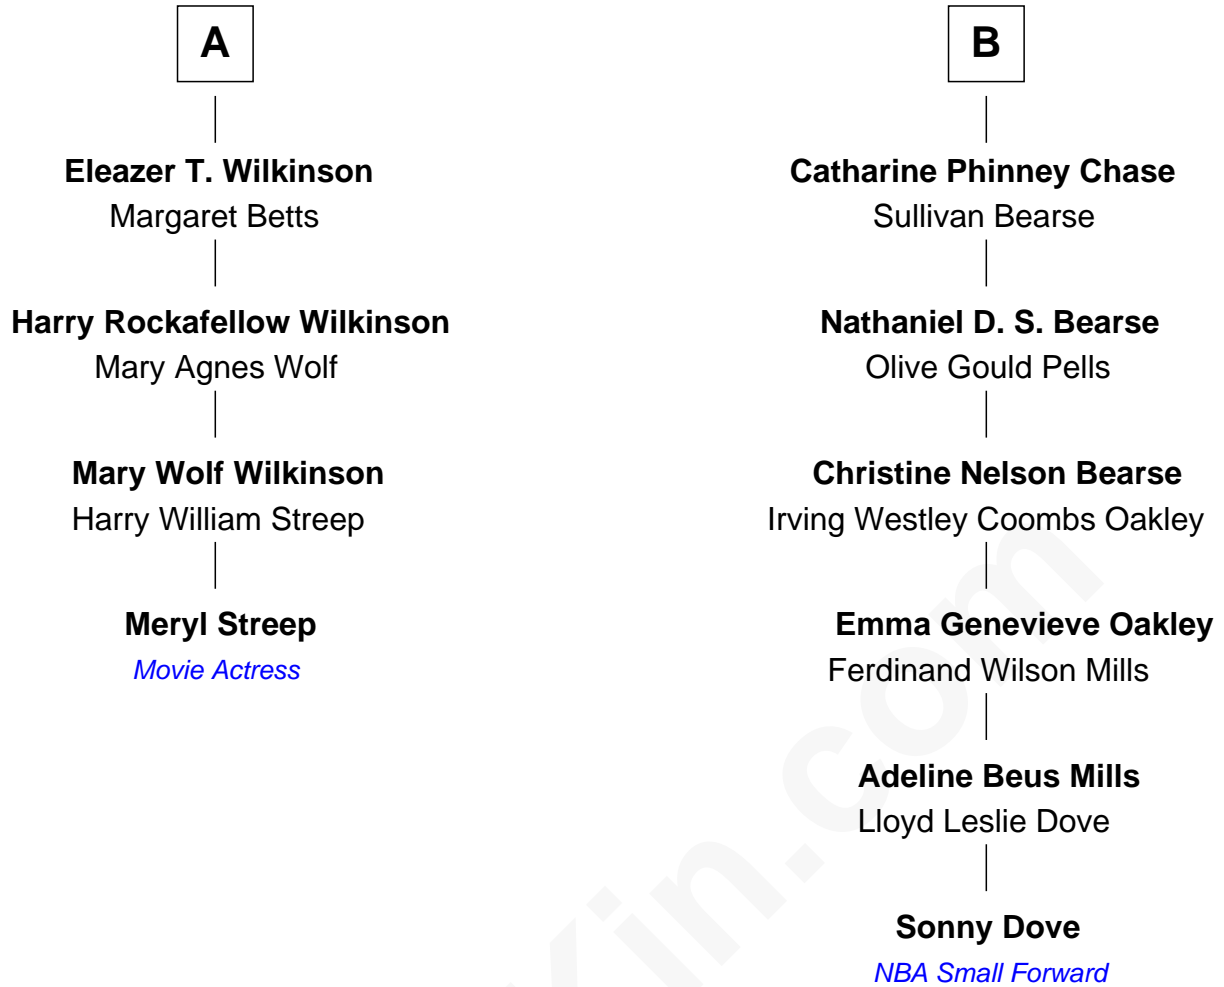 A
Eleazer T. Wilkinson
Margaret Betts
Harry Rockafellow Wilkinson
Mary Agnes Wolf
Mary Wolf Wilkinson
Harry William Streep
Meryl Streep
Movie Actress
B
Catharine Phinney Chase
Sullivan Bearse
Nathaniel D. S. Bearse
Olive Gould Pells
Christine Nelson Bearse
Irving Westley Coombs Oakley
Emma Genevieve Oakley
Ferdinand Wilson Mills
Adeline Beus Mills
Lloyd Leslie Dove
Sonny Dove
NBA Small Forward
kin.com